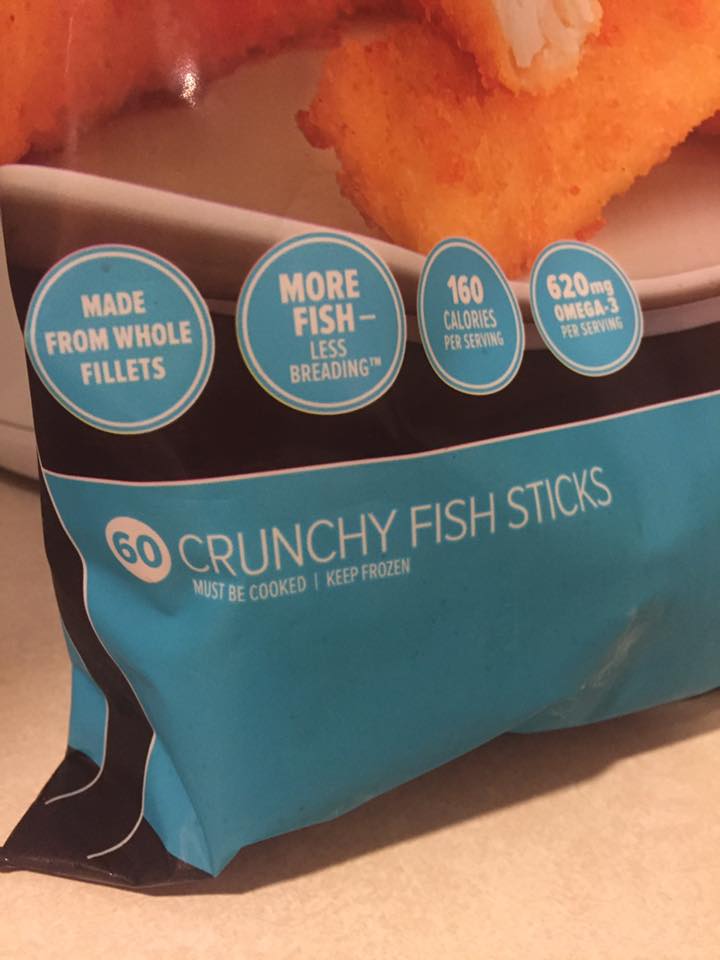 MADE
FROM WHOLE
FILLETS
MORE
FISH–
LESS
BREADING™
160
CALORIES
PER SERVING
620mg
OMEGA-3
PER SERVING
60 CRUNCHY FISH STICKS
MUST BE COOKED | KEEP FROZEN